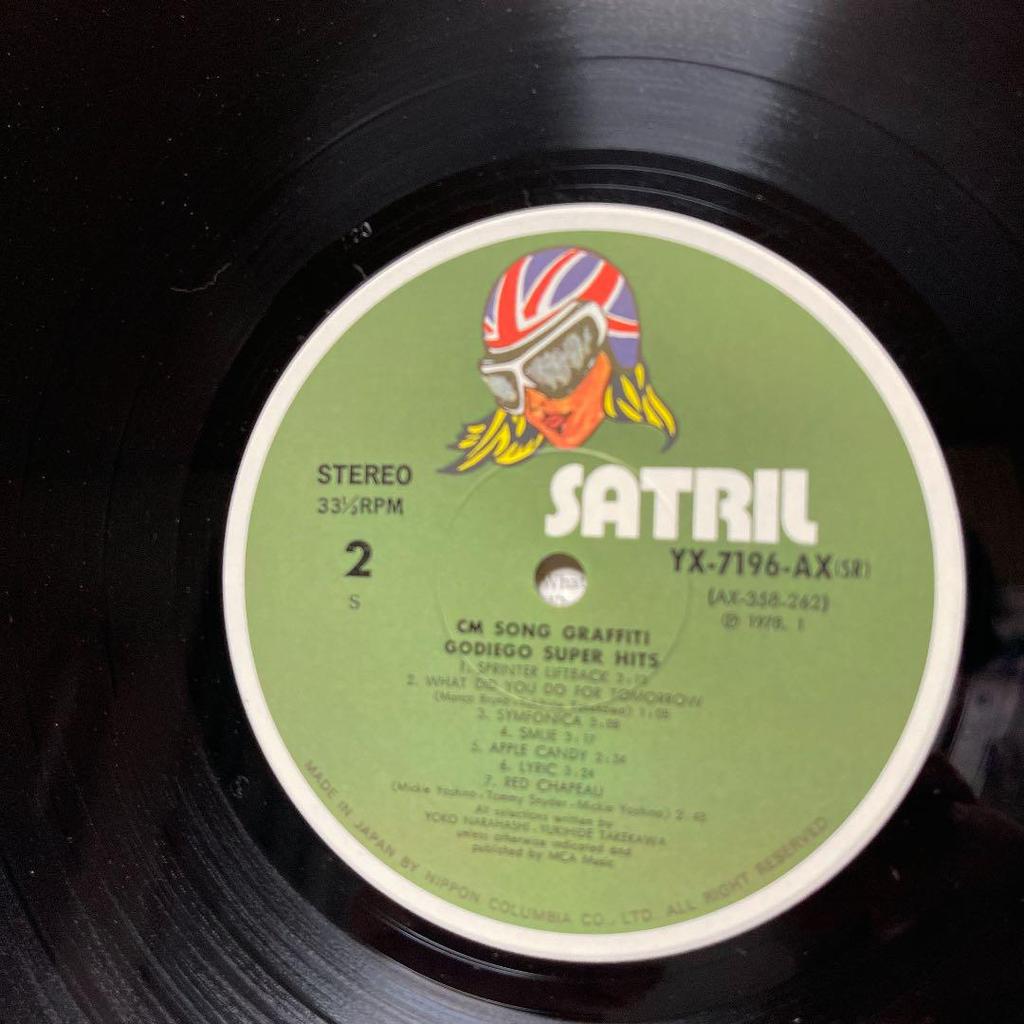 SATRIL
STEREO
33⅓RPM
2
S
YX-7196-AX(SR)
(AX-358-262)
Ⓟ 1978. 1
CM SONG GRAFFITI
GODIEGO SUPER HITS
1. SPRINTER LIFTBACK
2. WHAT DID YOU DO FOR TOMORROW
1:08
3. SYMFONICA 3:08
4. SMILE 3:17
5. APPLE CANDY 2:34
6. LYRIC 3:24
7. RED CHAPEAU
(Mickie Yoshino-Tommy Snyder-Mickie Yoshino) 2:45
All selections written by
YOKO NARAHASHI-YUKIHIDE TAKEKAWA
unless otherwise indicated and
published by MCA Music
MADE IN JAPAN BY NIPPON COLUMBIA CO., LTD. ALL RIGHT RESERVED